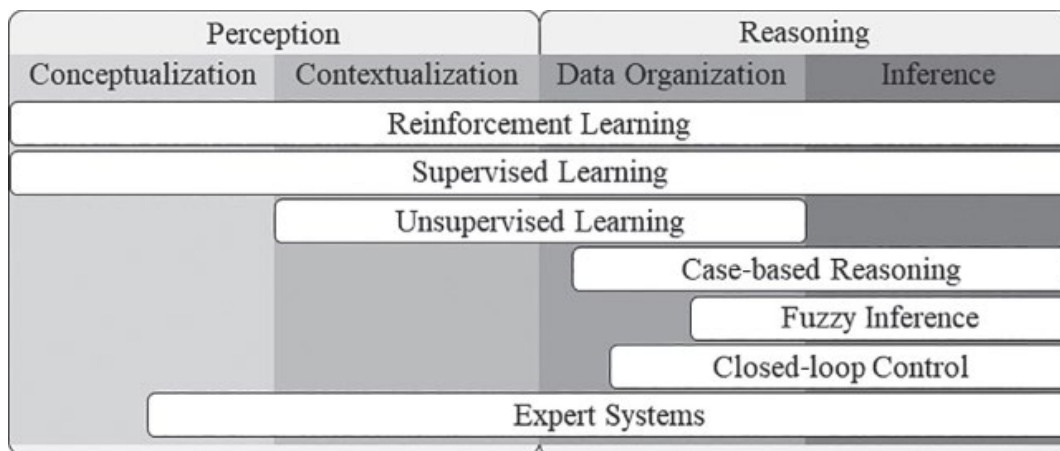 Perception Reasoning
Conceptualization Contextualization Data Organization Inference
Reinforcement Learning
Supervised Learning
Unsupervised Learning
Case-based Reasoning
Fuzzy Inference
Closed-loop Control
Expert Systems